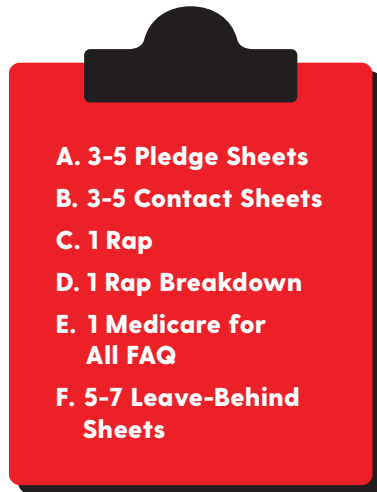 A. 3-5 Pledge Sheets
B. 3-5 Contact Sheets
C. 1 Rap
D. 1 Rap Breakdown
E. 1 Medicare for
All FAQ
F. 5-7 Leave-Behind
Sheets